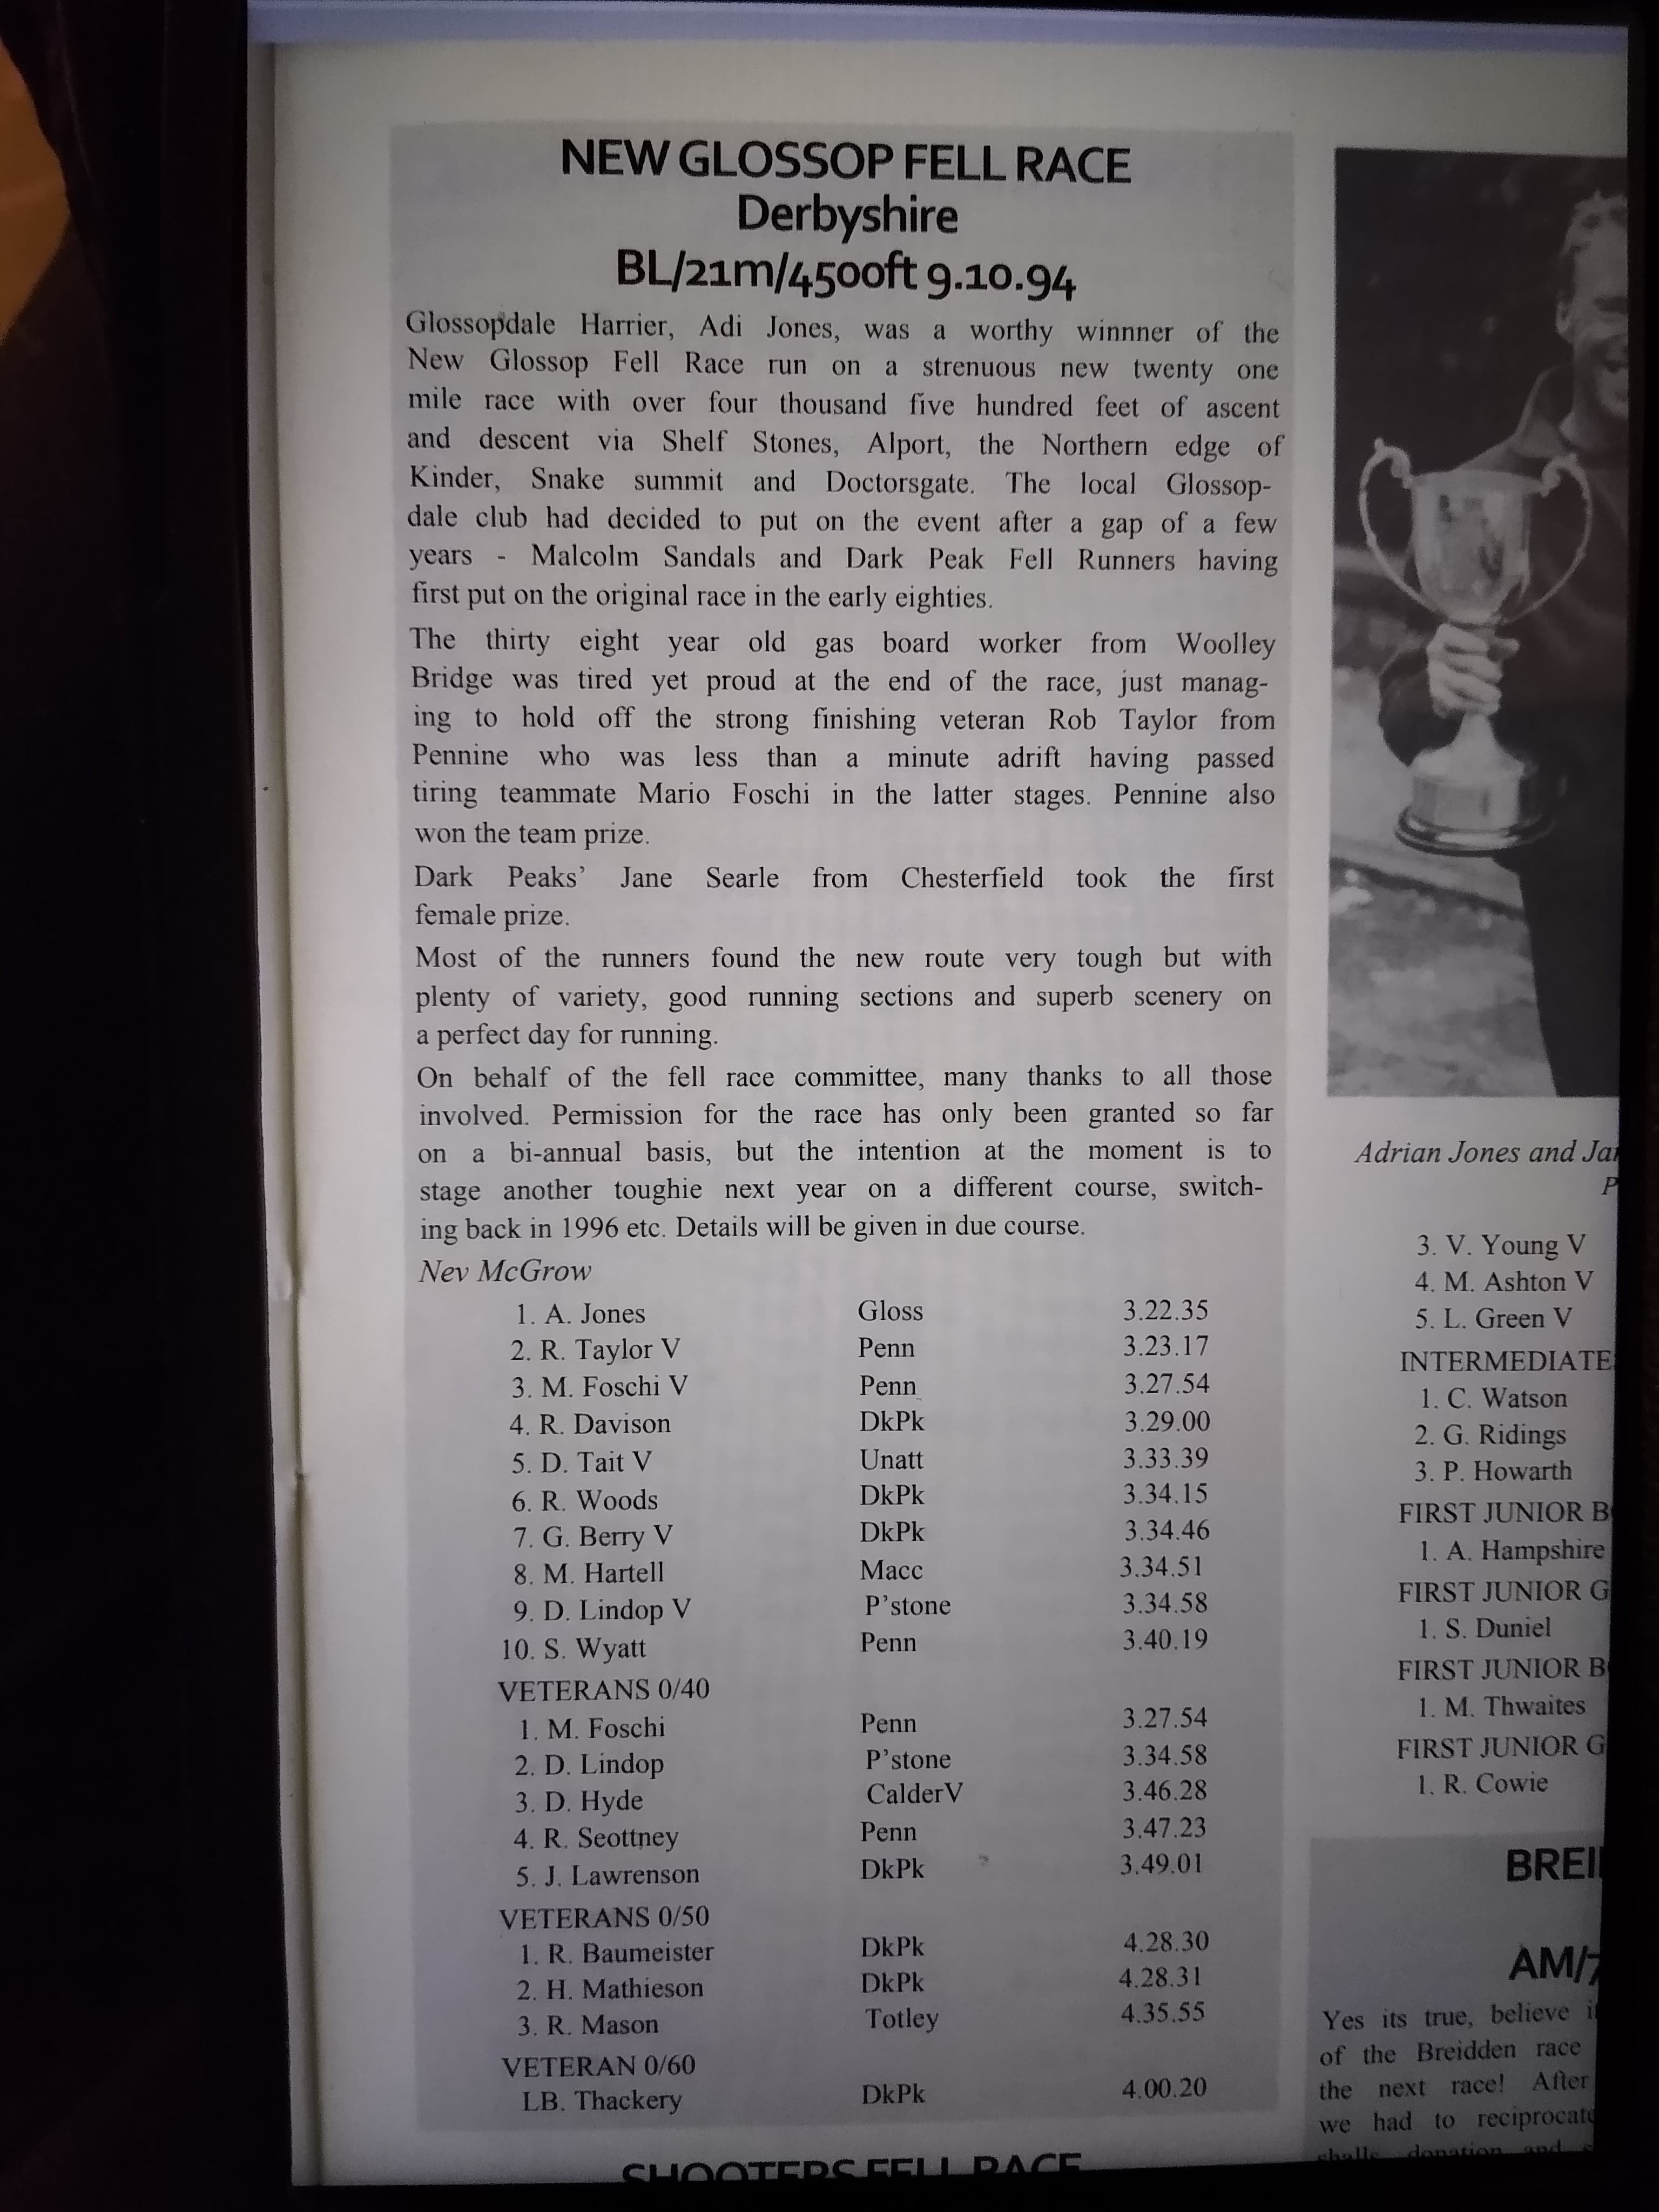 NEW GLOSSOP FELL RACE
Derbyshire
BL/21m/4500ft 9.10.94
Glossopdale Harrier, Adi Jones, was a worthy winnner of the
New Glossop Fell Race run on a strenuous new twenty one
mile race with over four thousand five hundred feet of ascent
and descent via Shelf Stones, Alport, the Northern edge of
Kinder, Snake summit and Doctorsgate. The local Glossop-
dale club had decided to put on the event after a gap of a few
years - Malcolm Sandals and Dark Peak Fell Runners having
first put on the original race in the early eighties.
The thirty eight year old gas board worker from Woolley
Bridge was tired yet proud at the end of the race, just manag-
ing to hold off the strong finishing veteran Rob Taylor from
Pennine who was less than a minute adrift having passed
tiring teammate Mario Foschi in the latter stages. Pennine also
won the team prize.
Dark Peaks' Jane Searle from Chesterfield took the first
female prize.
Most of the runners found the new route very tough but with
plenty of variety, good running sections and superb scenery on
a perfect day for running.
On behalf of the fell race committee, many thanks to all those
involved. Permission for the race has only been granted so far
on a bi-annual basis, but the intention at the moment is to
stage another toughie next year on a different course, switch-
ing back in 1996 etc. Details will be given in due course.
Nev McGrow
1. A. Jones Gloss 3.22.35
2. R. Taylor V Penn 3.23.17
3. M. Foschi V Penn 3.27.54
4. R. Davison DkPk 3.29.00
5. D. Tait V Unatt 3.33.39
6. R. Woods DkPk 3.34.15
7. G. Berry V DkPk 3.34.46
8. M. Hartell Macc 3.34.51
9. D. Lindop V P'stone 3.34.58
10. S. Wyatt Penn 3.40.19
VETERANS 0/40
1. M. Foschi Penn 3.27.54
2. D. Lindop P'stone 3.34.58
3. D. Hyde CalderV 3.46.28
4. R. Seottney Penn 3.47.23
5. J. Lawrenson DkPk 3.49.01
VETERANS 0/50
1. R. Baumeister DkPk 4.28.30
2. H. Mathieson DkPk 4.28.31
3. R. Mason Totley 4.35.55
VETERAN 0/60
LB. Thackery DkPk 4.00.20
SHOOTERS FELL RACE
Adrian Jones and
3. V. Young V
4. M. Ashton V
5. L. Green V
INTERMEDIATE
1. C. Watson
2. G. Ridings
3. P. Howarth
FIRST JUNIOR
1. A. Hampshire
FIRST JUNIOR G
1. S. Duniel
FIRST JUNIOR
1. M. Thwaites
FIRST JUNIOR G
1. R. Cowie
BREI
AM/7
Yes its true, believe
of the Breidden race
the next race! After
we had to reciprocate
donation and